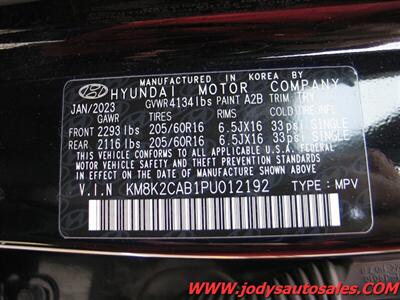 MANUFACTURED IN KOREA BY
HYUNDAI MOTOR COMPANY
JAN/2023 GVWR 4134 lbs PAINT A2B TRIM. TRY
GAWR TIRES RIMS
FRONT 2293 lbs 205/60R16 6.5JX16 33psi SINGLE
REAR 2116 lbs 205/60R16 6.5JX16 33psi SINGLE
THIS VEHICLE CONFORMS TO ALL APPLICABLE U.S. FEDERAL
MOTOR VEHICLE SAFETY, BUMPER, AND THEFT PREVENTION
STANDARDS IN EFFECT ON THE DATE OF MANUFACTURE SHOWN
ABOVE.
V.I.N KM8K2CAB1PU012192 TYPE : MPV
www.jodysautosales.com